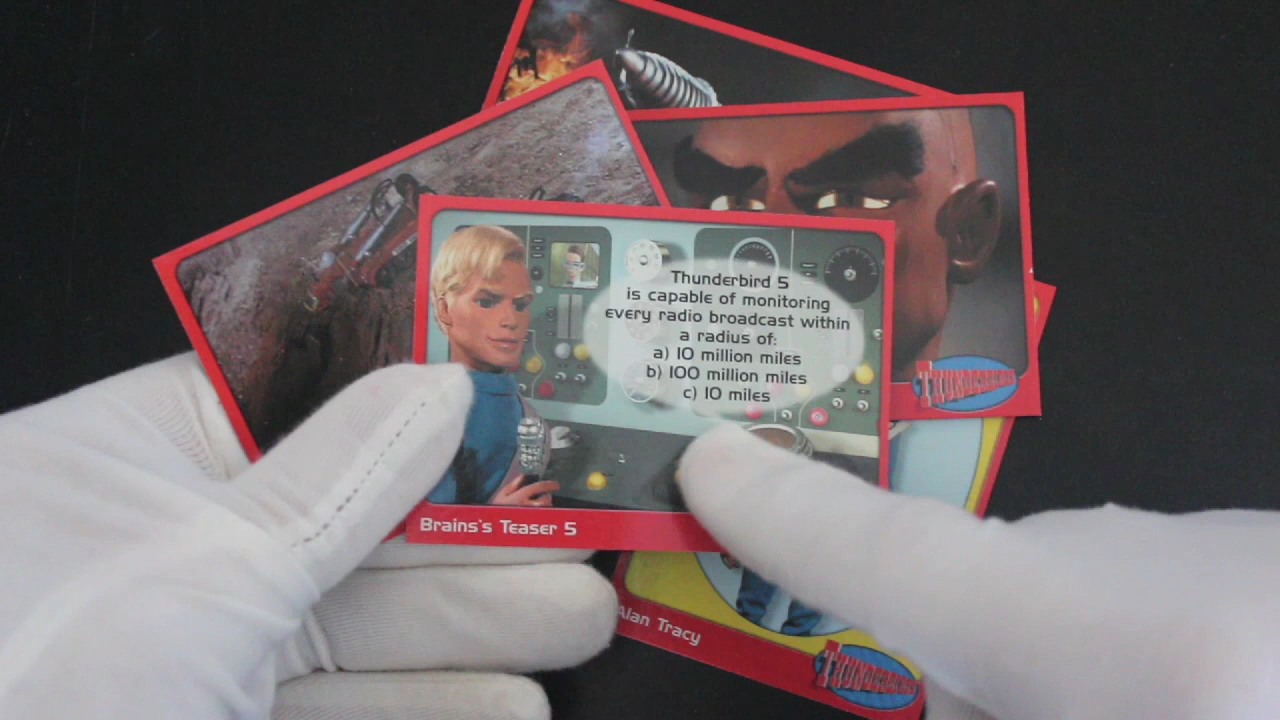 Thunderbird 5
is capable of monitoring
every radio broadcast within
a radius of:
a) 10 million miles
b) 100 million miles
c) 10 miles
THUNDERBIRDS
Brains's Teaser 5
Alan Tracy
THUNDERBIRDS